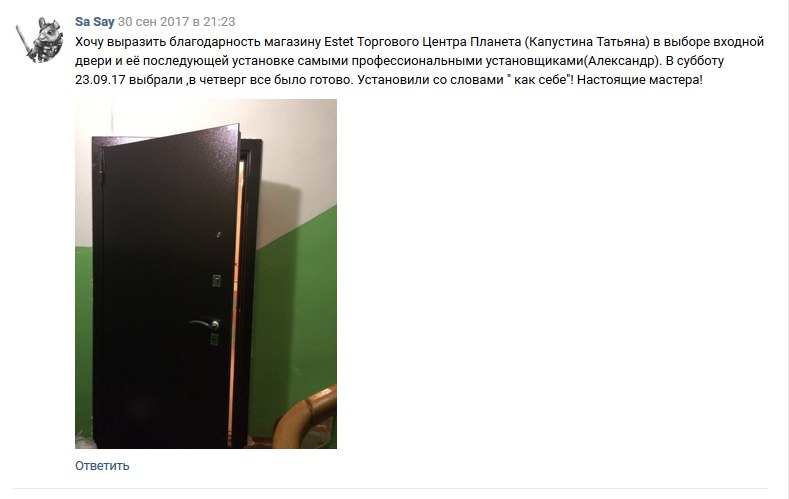 Sa Say 30 сен 2017 в 21:23
Хочу выразить благодарность магазину Estet Торгового Центра Планета (Капустина Татьяна) в выборе входной
двери и её последующей установке самыми профессиональными установщиками(Александр). В субботу
23.09.17 выбрали ,в четверг все было готово. Установили со словами " как себе"! Настоящие мастера!
Ответить